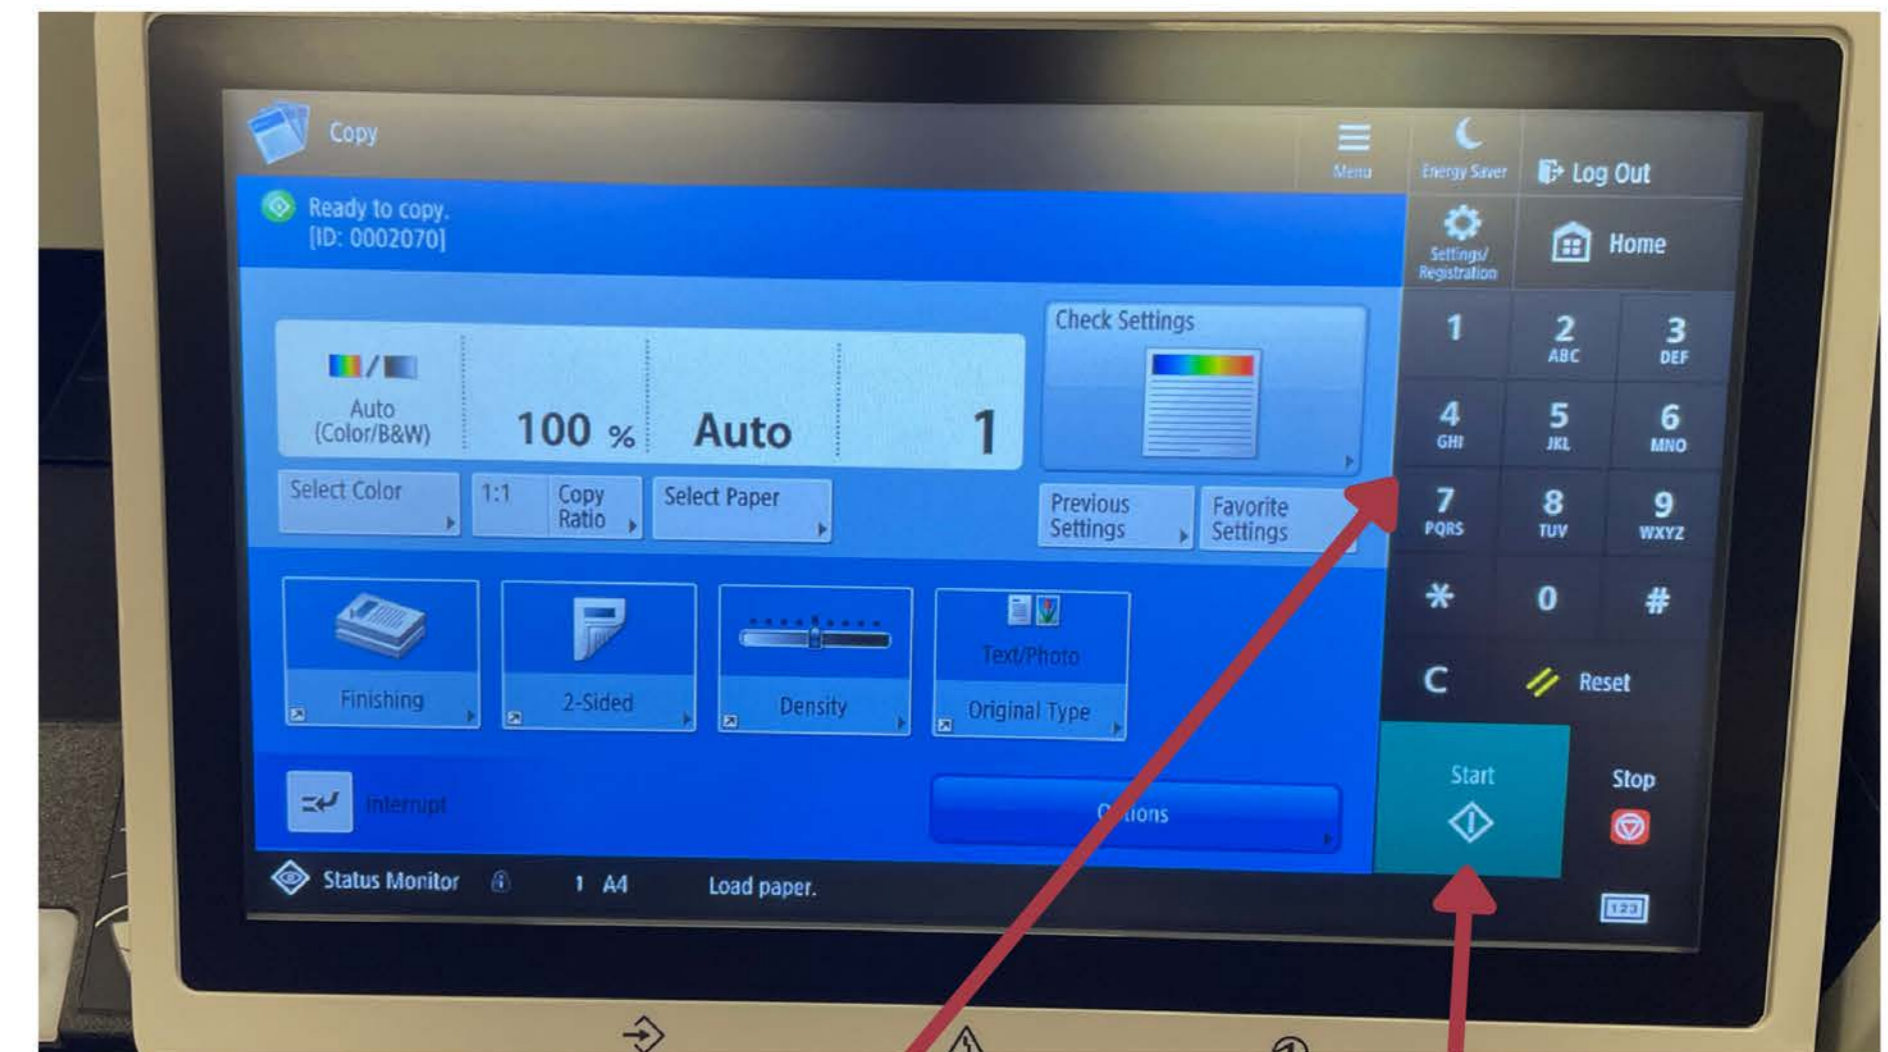 Copy
Menu
Energy Saver
Log Out
Ready to copy.
[ID: 0002070]
Settings/
Registration
Home
Auto
(Color/B&W)
100 %
Auto
1
Check Settings
Select Color
1:1
Copy
Ratio
Select Paper
Previous
Settings
Favorite
Settings
Finishing
2-Sided
Density
Text/Photo
Original Type
Interrupt
Options
Status Monitor
1 A4
Load paper.
1
2
ABC
3
DEF
4
GHI
5
JKL
6
MNO
7
PQRS
8
TUV
9
WXYZ
*
0
#
C
Reset
Start
Stop
123